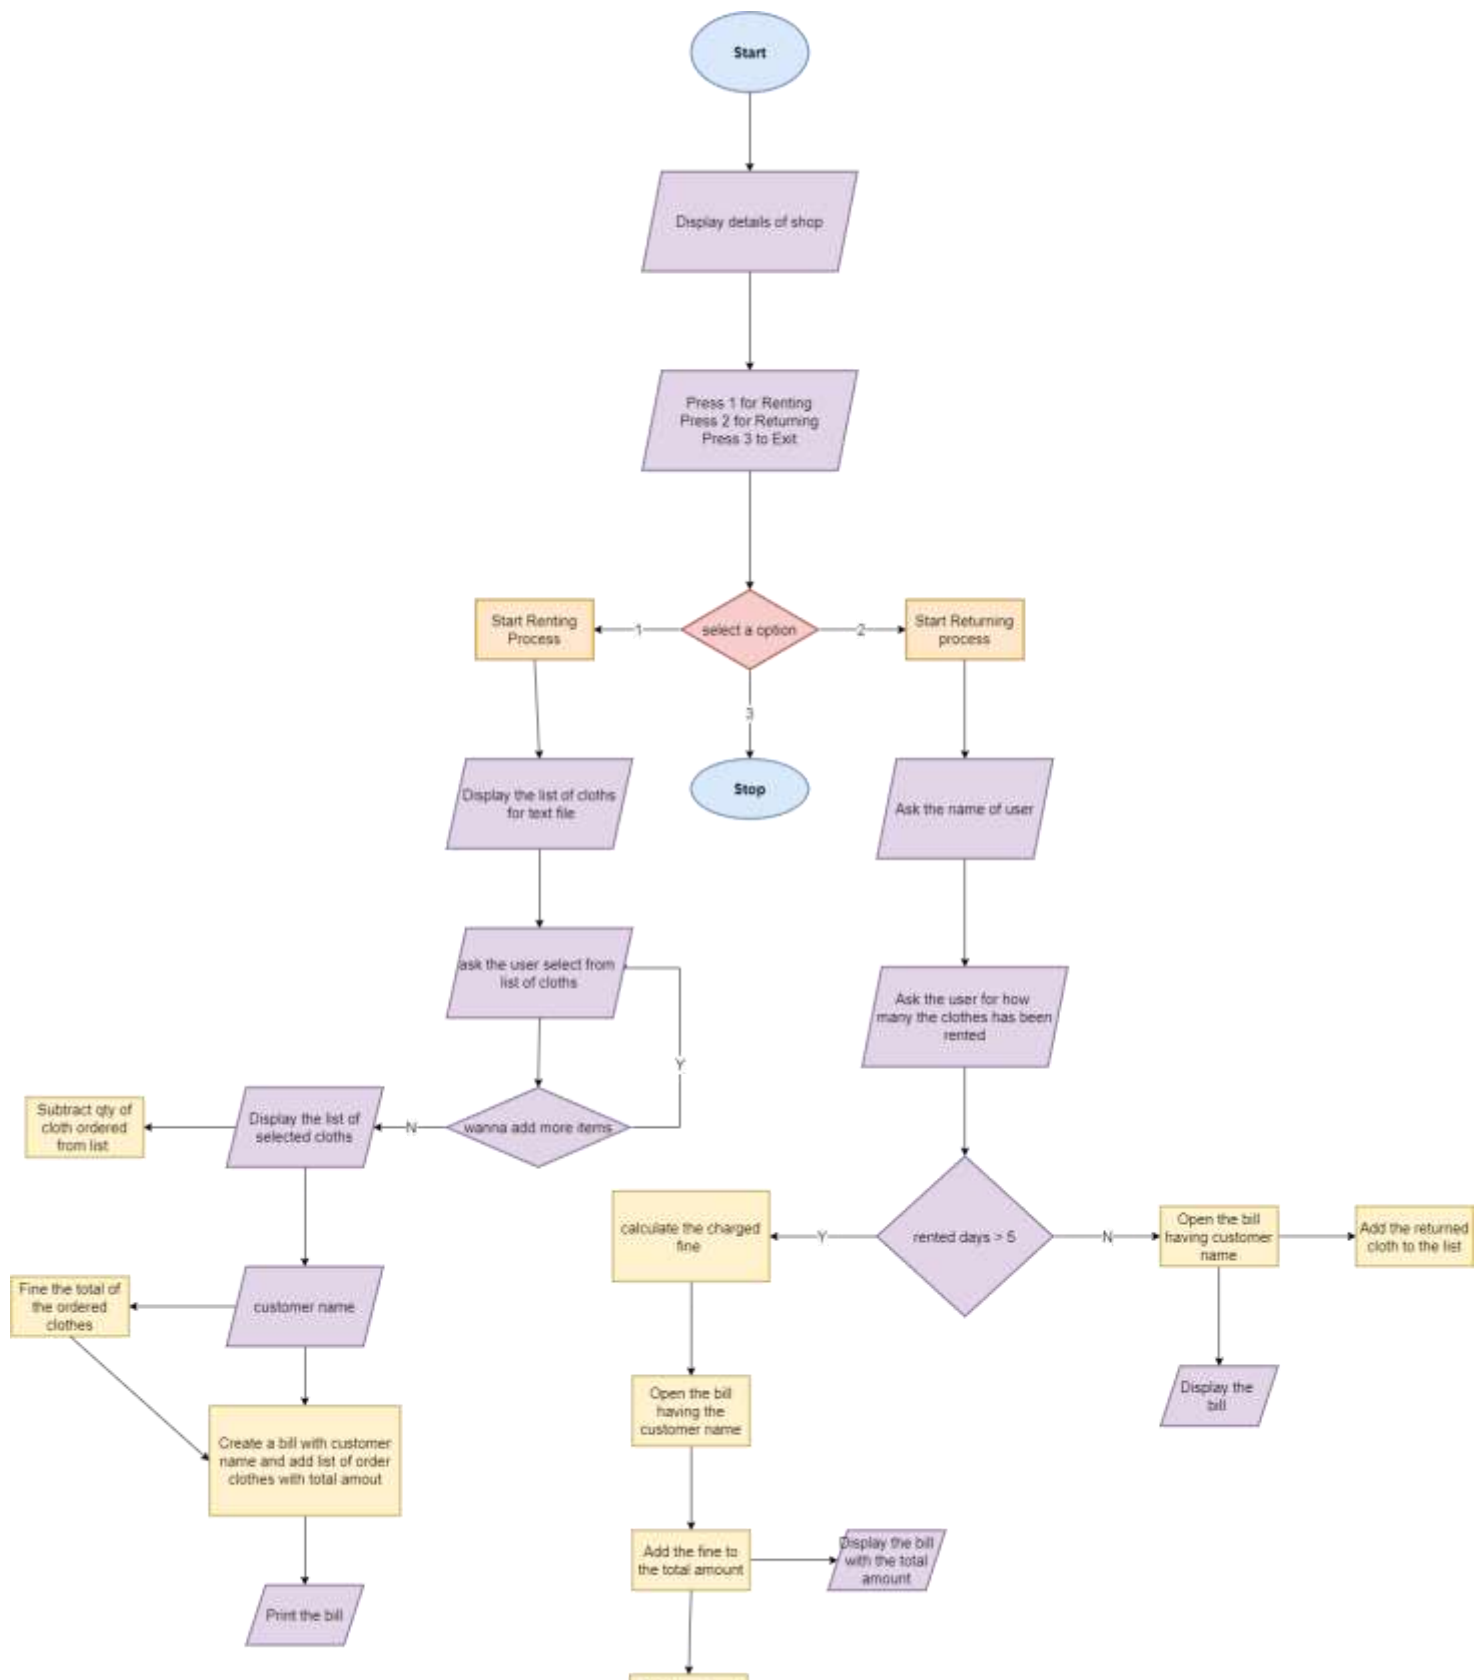 Start
Display details of shop
Press 1 for Renting
Press 2 for Returning
Press 3 to Exit
Start Renting
Process
1
select a option
2
Start Returning
process
3
Stop
Display the list of cloths
for text file
Ask the name of user
ask the user select from
list of cloths
Ask the user for how
many the clothes has been
rented
Y
Subtract qty of
cloth ordered
from list
Display the list of
selected cloths
N
wanna add more items
calculate the charged
fine
Y
rented days > 5
N
Open the bill
having customer
name
Add the returned
cloth to the list
Fine the total of
the ordered
clothes
customer name
Open the bill
having the
customer name
Display the
bill
Create a bill with customer
name and add list of order
clothes with total amout
Add the fine to
the total amount
Display the bill
with the total
amount
Print the bill